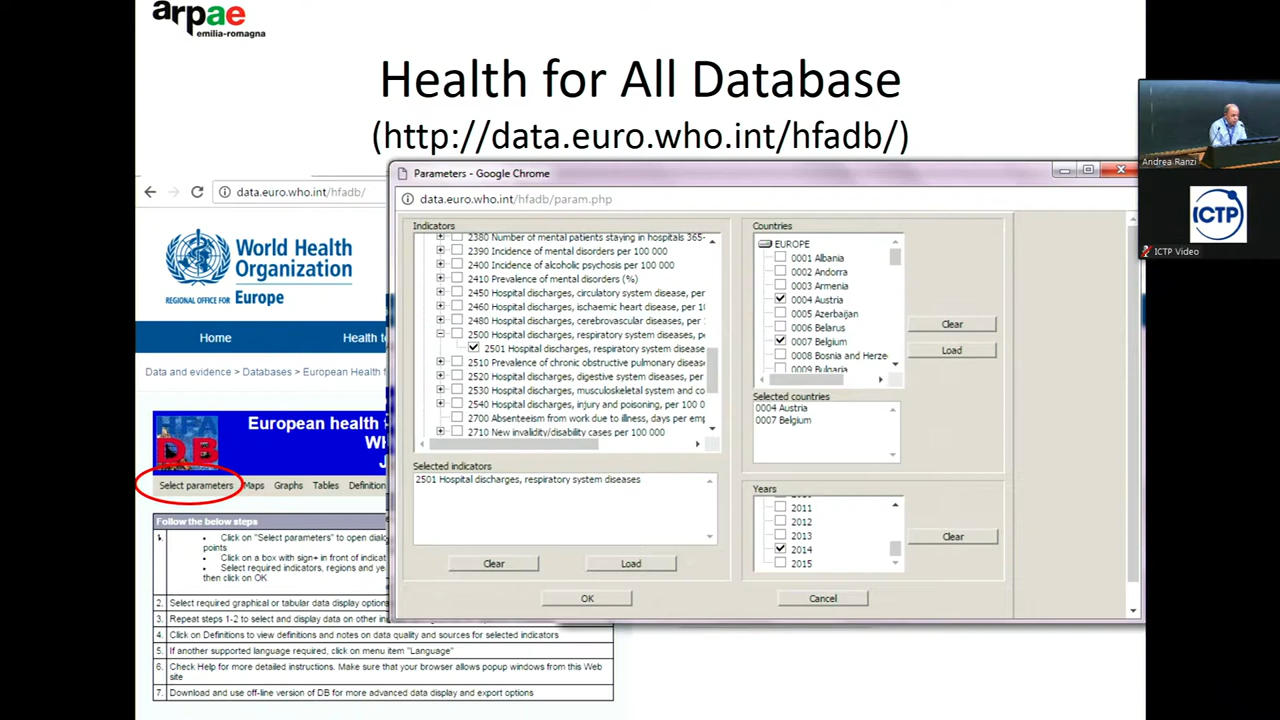 arpae
emilia-romagna
Health for All Database
(http://data.euro.who.int/hfadb/)
Andrea Ranzi
ICTP
ICTP Video
data.euro.who.int/hfadb/
World Health
Organization
REGIONAL OFFICE FOR Europe
Home
Health fo
Data and evidence > Databases > European Health f
HFA
DB
European health f
WH
Select parameters
Maps
Graphs
Tables
Definition
Follow the below steps
1.
Click on "Select parameters" to open dialo
points
Click on a box with sign+ in front of indicat
Select required indicators, regions and ye
then click on OK
2. Select required graphical or tabular data display option
3. Repeat steps 1-2 to select and display data on other in
4. Click on Definitions to view definitions and notes on data quality and sources for selected indicators
5. If another supported language required, click on menu item "Language"
6. Check Help for more detailed instructions. Make sure that your browser allows popup windows from this Web
site
7. Download and use off-line version of DB for more advanced data display and export options
Parameters - Google Chrome
data.euro.who.int/hfadb/param.php
Indicators
2380 Number of mental patients staying in hospitals 365-
2390 Incidence of mental disorders per 100 000
2400 Incidence of alcoholic psychosis per 100 000
2410 Prevalence of mental disorders (%)
2450 Hospital discharges, circulatory system disease, per
2460 Hospital discharges, ischaemic heart disease, per 10
2480 Hospital discharges, cerebrovascular diseases, per
2500 Hospital discharges, respiratory system diseases, p
2501 Hospital discharges, respiratory system disease
2510 Prevalence of chronic obstructive pulmonary disease
2520 Hospital discharges, digestive system diseases, per
2530 Hospital discharges, musculoskeletal system and co
2540 Hospital discharges, injury and poisoning, per 100 0
2700 Absenteeism from work due to illness, days per emp
2710 New invalidity/disability cases per 100 000
Selected indicators
2501 Hospital discharges, respiratory system diseases
Clear
Load
OK
Countries
EUROPE
0001 Albania
0002 Andorra
0003 Armenia
0004 Austria
0005 Azerbaijan
0006 Belarus
0007 Belgium
0008 Bosnia and Herze
0009 Bulgaria
Clear
Load
Selected countries
0004 Austria
0007 Belgium
Years
2011
2012
2013
2014
2015
Clear
Cancel